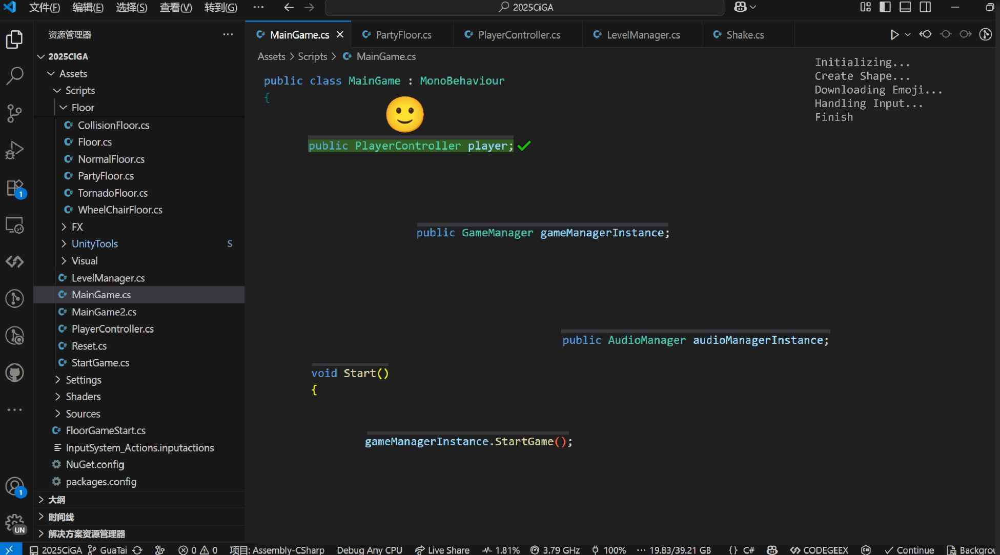 文件(F) 编辑(E) 选择(S) 查看(V) 转到(G) ··· 2025CiGA
资源管理器 ···
2025CIGA
Assets
Scripts
Floor
C# CollisionFloor.cs
C# Floor.cs
C# NormalFloor.cs
C# PartyFloor.cs
C# TornadoFloor.cs
C# WheelChairFloor.cs
FX
UnityTools S
Visual
C# LevelManager.cs
C# MainGame.cs
C# MainGame2.cs
C# PlayerController.cs
C# Reset.cs
C# StartGame.cs
Settings
Shaders
Sources
C# FloorGameStart.cs
InputSystem_Actions.inputactions
NuGet.config
packages.config
大纲
时间线
解决方案资源管理器
1
1
UN
C# MainGame.cs C# PartyFloor.cs C# PlayerController.cs C# LevelManager.cs C# Shake.cs
Assets > Scripts > C# MainGame.cs
public class MainGame : MonoBehaviour
{
public PlayerController player;
public GameManager gameManagerInstance;
public AudioManager audioManagerInstance;
void Start()
{
gameManagerInstance.StartGame();
Initializing...
Create Shape...
Downloading Emoji...
Handling Input...
Finish
2025CiGA GuaTai 0 0 项目: Assembly-CSharp Debug Any CPU Live Share 1.81% 3.79 GHz 100% ··· 19.83/39.21 GB {} C# CODEGEEX Continue Backgrou